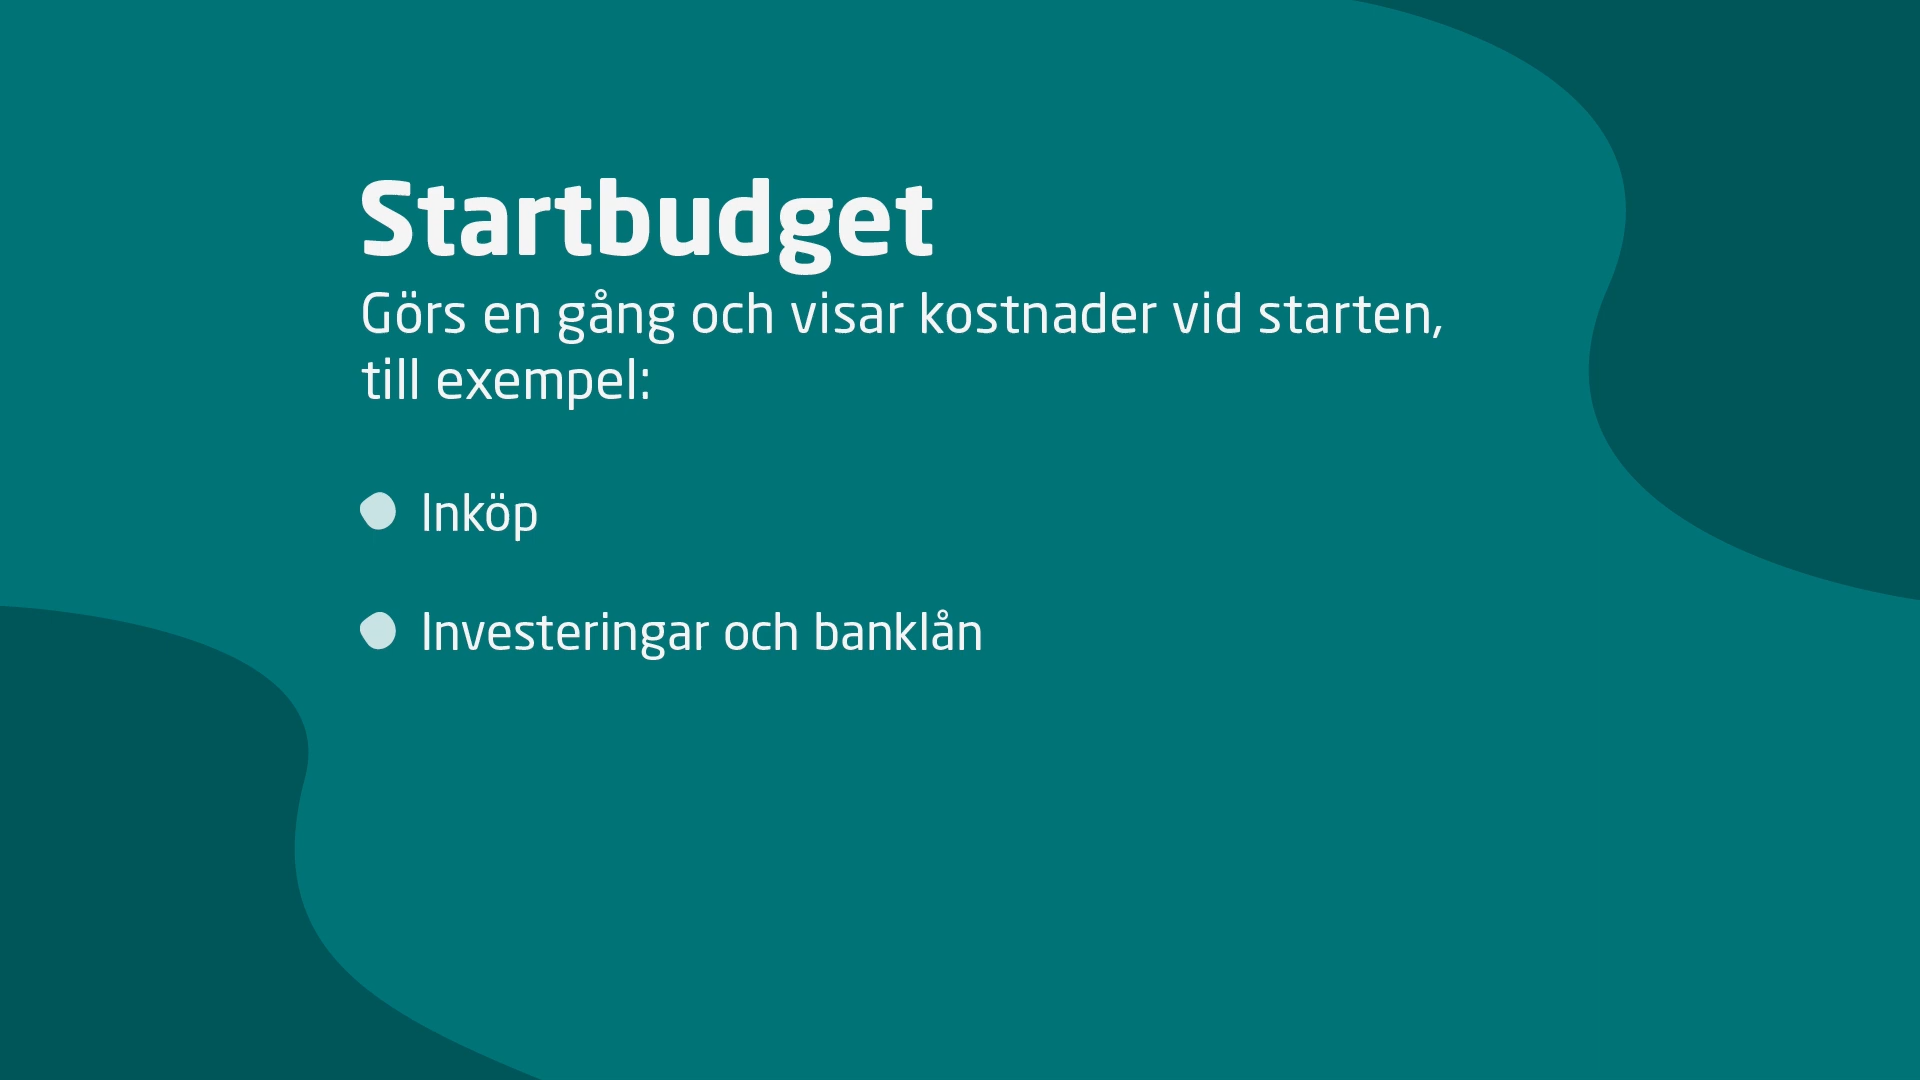 Startbudget
Görs en gång och visar kostnader vid starten,
till exempel:
Inköp
Investeringar och banklån